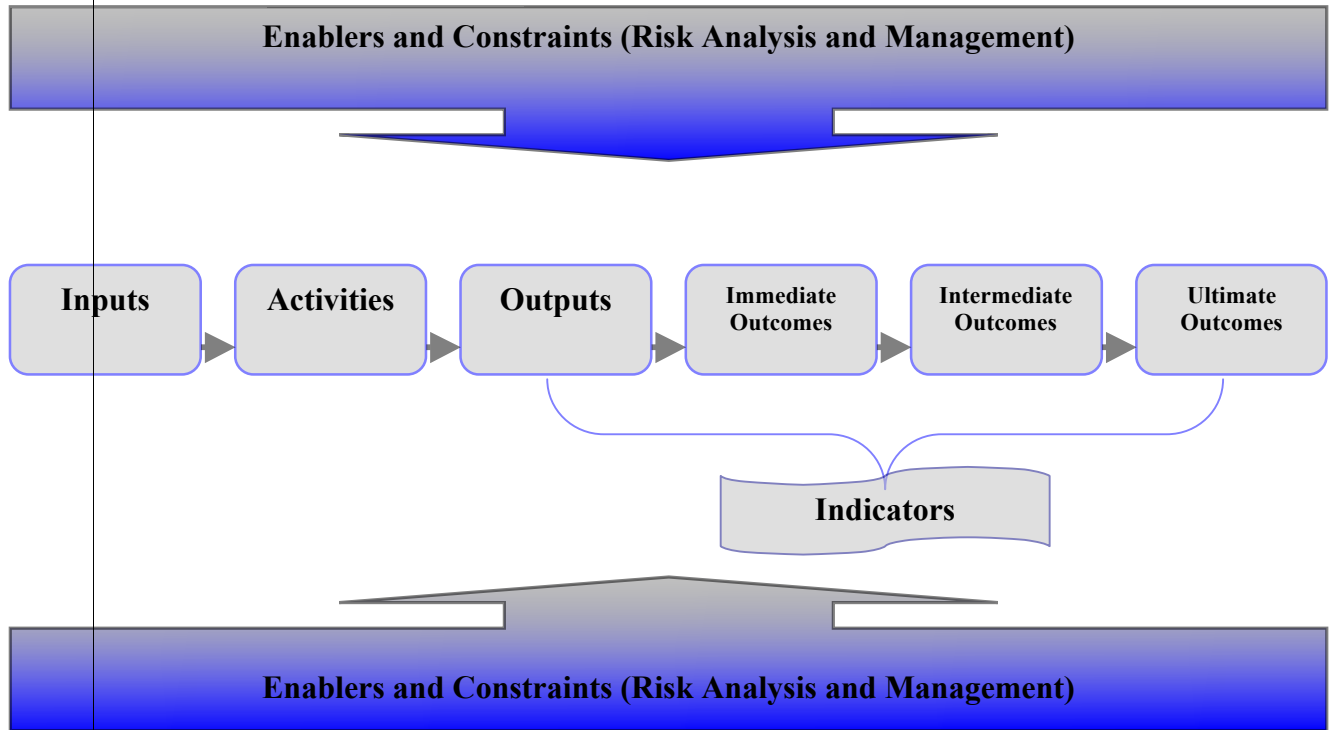 Enablers and Constraints (Risk Analysis and Management)
Inputs
Activities
Outputs
Immediate
Outcomes
Intermediate
Outcomes
Ultimate
Outcomes
Indicators
Enablers and Constraints (Risk Analysis and Management)